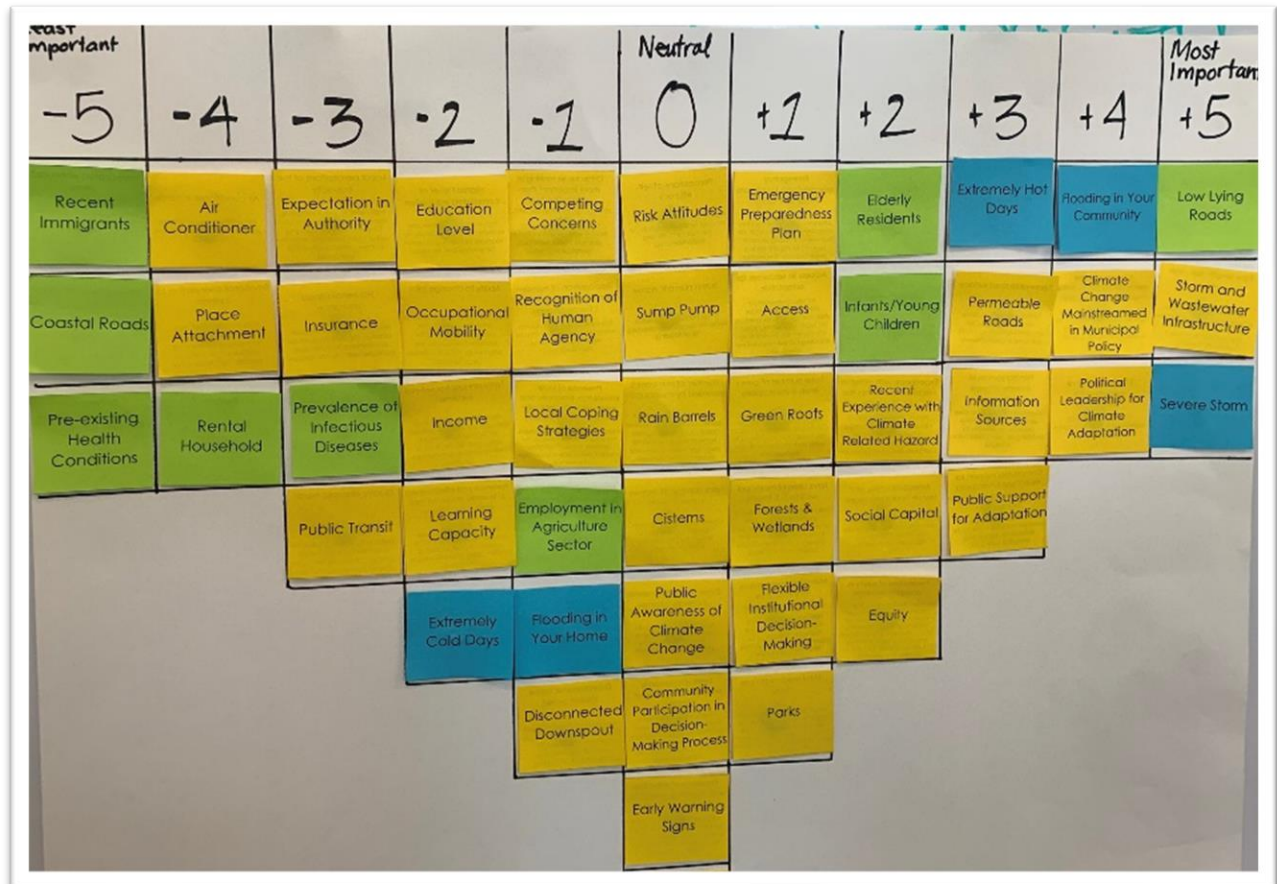 Important
Neutral
Most
Importan
-5
-4
-3
-2
-1
0
+1
+2
+3
+4
+5
Recent
Immigrants
Air
Conditioner
Expectation in
Authority
Education
Level
Competing
Concerns
Risk Attitudes
Emergency
Preparedness
Plan
Elderly
Residents
Extremely Hot
Days
Flooding in Your
Community
Low Lying
Roads
Coastal Roads
Place
Attachment
Insurance
Occupational
Mobility
Recognition of
Human
Agency
Sump Pump
Access
Infants/Young
Children
Permeable
Roads
Climate
Change
Mainstreamed
in Municipal
Policy
Storm and
Wastewater
Infrastructure
Pre-existing
Health
Conditions
Rental
Household
Prevalence of
Infectious
Diseases
Income
Local Coping
Strategies
Rain Barrels
Green Roofs
Recent
Experience with
Climate
Related Hazard
Information
Sources
Political
Leadership for
Climate
Adaptation
Severe Storm
Public Transit
Learning
Capacity
Employment in
Agriculture
Sector
Cisterns
Forests &
Wetlands
Social Capital
Public Support
for Adaptation
Extremely
Cold Days
Flooding in
Your Home
Public
Awareness of
Climate
Change
Flexible
Institutional
Decision-
Making
Equity
Disconnected
Downspout
Community
Participation in
Decision-
Making Process
Parks
Early Warning
Signs